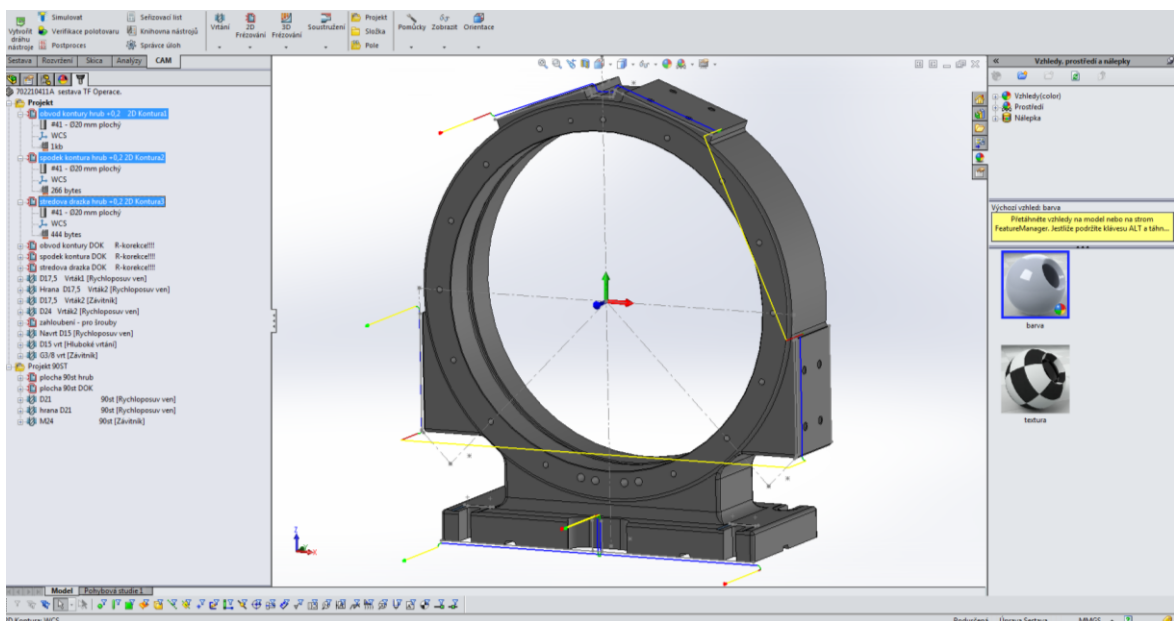 Simulovat
Seřizovací list
Projekt
Vytvořit
dráhu
nástroje
Verifikace polotovaru
Knihovna nástrojů
Vrtání
2D
Frézování
3D
Frézování
Soustružení
Složka
Pomůcky
Zobrazit
Orientace
Postproces
Správce úloh
Pole
Sestava
Rozvržení
Skica
Analýzy
CAM
702210411A sestava TF Operace.
Projekt
obvod kontury hrub +0,2 2D Kontura1
#41 - Ø20 mm plochý
WCS
1kb
spodek kontura hrub +0,2 2D Kontura2
#41 - Ø20 mm plochý
WCS
266 bytes
stredova drazka hrub +0,2 2D Kontura3
#41 - Ø20 mm plochý
WCS
444 bytes
obvod kontury DOK R-korekce!!!!
spodek kontura DOK R-korekce!!!!
stredova drazka DOK R-korekce!!!!
D17,5 Vrták1 [Rychloposuv ven]
Hrana D17,5 Vrták2 [Rychloposuv ven]
D17,5 Vrták2 [Závitník]
D24 Vrták2 [Rychloposuv ven]
zahloubení - pro šrouby
Navrt D15 [Rychloposuv ven]
D15 vrt [Hluboké vrtání]
G3/8 vrt [Závitník]
Projekt 90ST
plocha 90st hrub
plocha 90st DOK
D21 90st [Rychloposuv ven]
hrana D21 90st [Rychloposuv ven]
M24 90st [Závitník]
Z
X
Vzhledy, prostředí a nálepky
Vzhledy(color)
Prostředí
Nálepka
Výchozí vzhled: barva
Přetáhněte vzhledy na model nebo na strom
FeatureManager. Jestliže podržíte klávesu ALT a táhn...
barva
textura
Model
Pohybová studie 1
2D Kontura: WCS
Podurčená
Úprava Sestava
MMGS